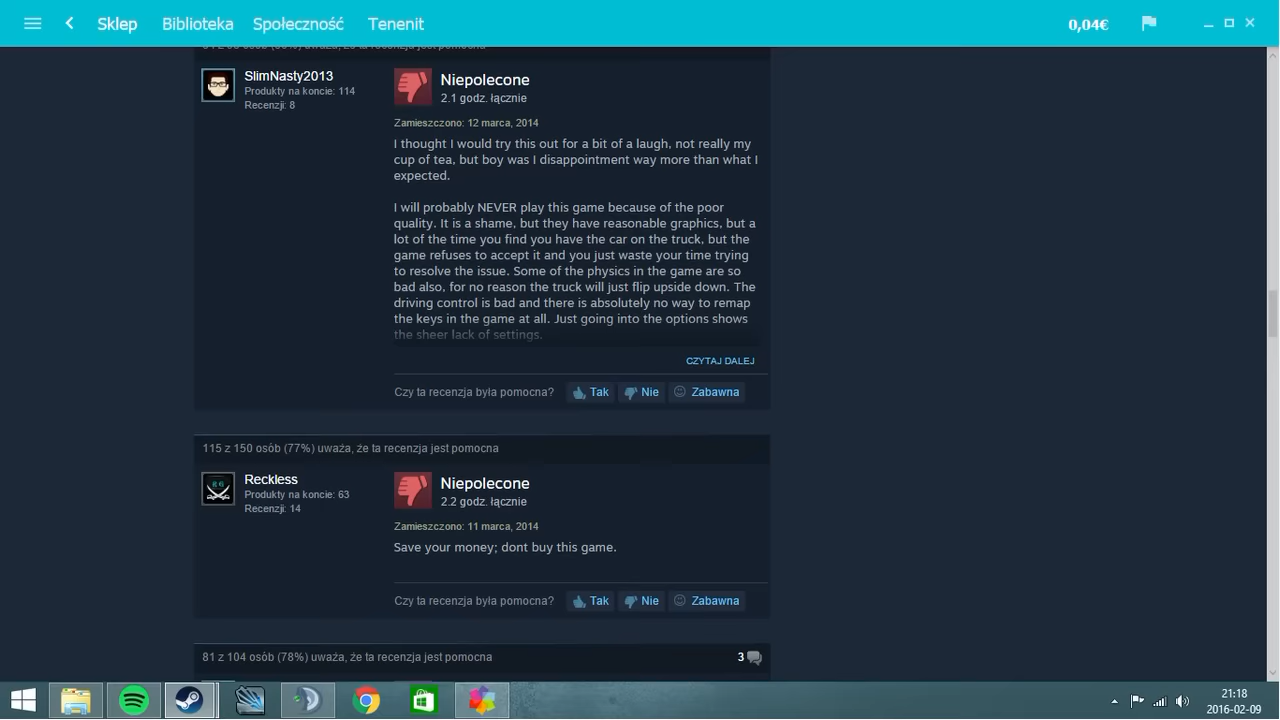 Sklep Biblioteka Społeczność Tenenit 0,04€
SlimNasty2013
Produkty na koncie: 114
Recenzji: 8
Niepolecone
2.1 godz. łącznie
Zamieszczono: 12 marca, 2014
I thought I would try this out for a bit of a laugh, not really my
cup of tea, but boy was I disappointment way more than what I
expected.
I will probably NEVER play this game because of the poor
quality. It is a shame, but they have reasonable graphics, but a
lot of the time you find you have the car on the truck, but the
game refuses to accept it and you just waste your time trying
to resolve the issue. Some of the physics in the game are so
bad also, for no reason the truck will just flip upside down. The
driving control is bad and there is absolutely no way to remap
the keys in the game at all. Just going into the options shows
the sheer lack of settings.
CZYTAJ DALEJ
Czy ta recenzja była pomocna? Tak Nie Zabawna
115 z 150 osób (77%) uważa, że ta recenzja jest pomocna
Reckless
Produkty na koncie: 63
Recenzji: 14
Niepolecone
2.2 godz. łącznie
Zamieszczono: 11 marca, 2014
Save your money; dont buy this game.
Czy ta recenzja była pomocna? Tak Nie Zabawna
81 z 104 osób (78%) uważa, że ta recenzja jest pomocna 3
21:18
2016-02-09